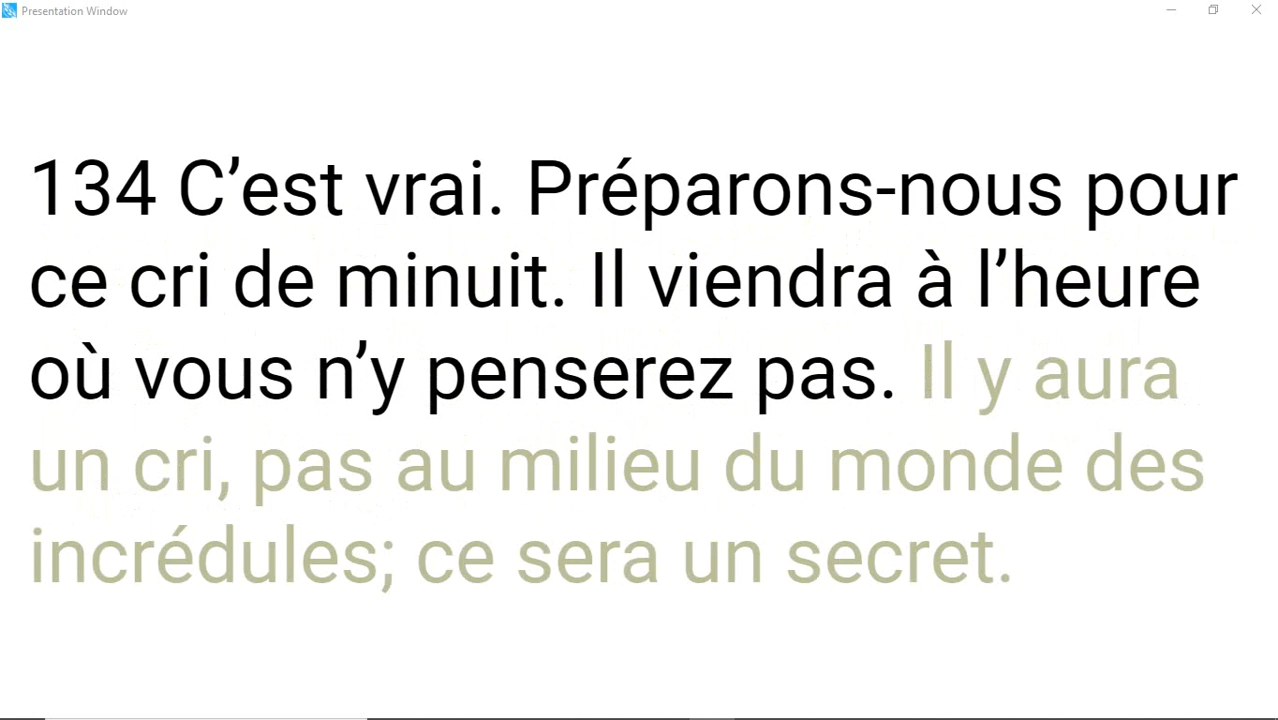 Presentation Window
134 C’est vrai. Préparons-nous pour
ce cri de minuit. Il viendra à l’heure
où vous n’y penserez pas. Il y aura
un cri, pas au milieu du monde des
incrédules; ce sera un secret.